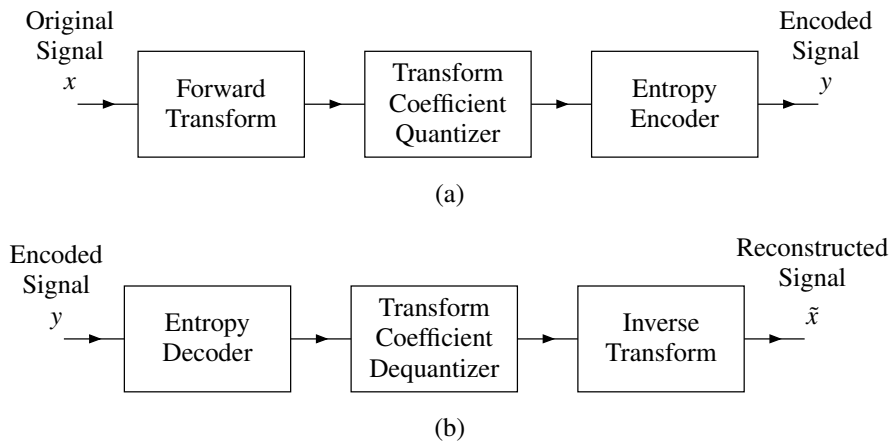 Original
Signal
x
Forward
Transform
Transform
Coefficient
Quantizer
Entropy
Encoder
Encoded
Signal
y
(a)
Encoded
Signal
y
Entropy
Decoder
Transform
Coefficient
Dequantizer
Inverse
Transform
Reconstructed
Signal
x̃
(b)